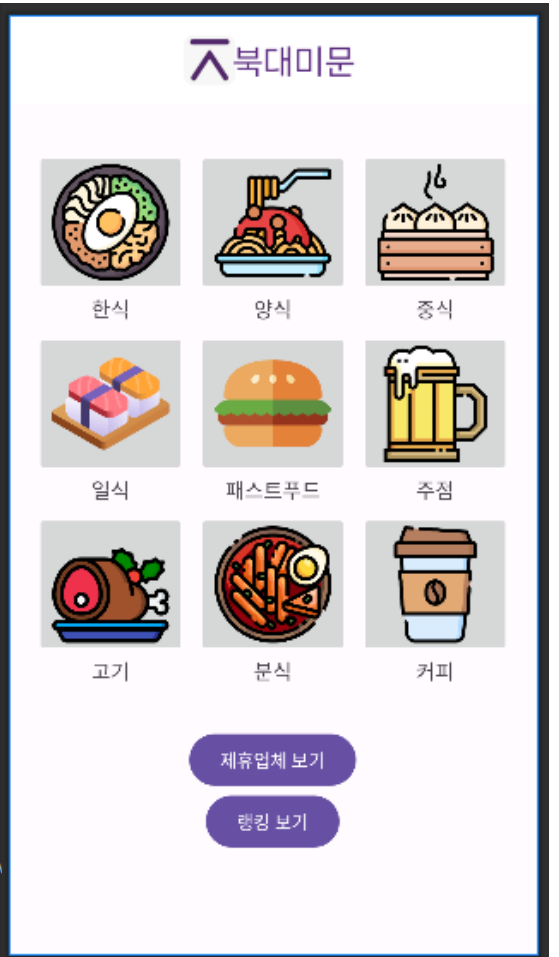 북대미문
한식 양식 중식
일식 패스트푸드 주점
고기 분식 커피
제휴업체 보기
랭킹 보기